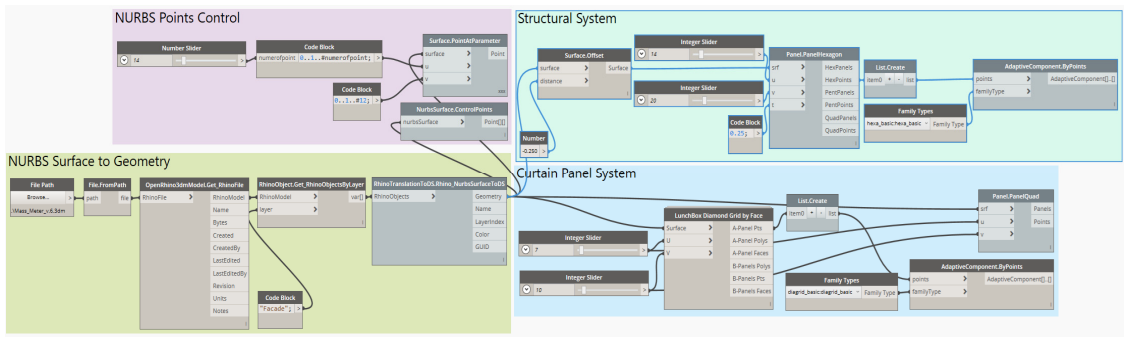 NURBS Points Control
Number Slider
14
>
Code Block
numerofpoint
0..1..#numerofpoint;
>
Code Block
0..1..#12;
>
Surface.PointAtParameter
surface > Point
u >
v >
NurbsSurface.ControlPoints
nurbsSurface > Point[][]
Structural System
Surface.Offset
surface > Surface
distance >
Integer Slider
14
>
Integer Slider
20
>
Code Block
0.25;
>
Number
-0.250 >
Panel.PanelHexagon
srf > HexPanels
u > HexPoints
v > PentPanels
t > PentPoints
QuadPanels
QuadPoints
List.Create
item0 + - list
Family Types
hexa_basic:hexa_basic Family Type
AdaptiveComponent.ByPoints
points > AdaptiveComponent[]..[]
familyType >
NURBS Surface to Geometry
File Path
Browse... >
\Mass_Meter_v.6.3dm
File.FromPath
path > file
OpenRhino3dmModel.Get_RhinoFile
RhinoFile > RhinoModel
Name
Bytes
Created
CreatedBy
LastEdited
LastEditedBy
Revision
Units
Notes
RhinoObject.Get_RhinoObjectsByLayer
RhinoModel > var[]
layer >
Code Block
"Facade"; >
RhinoTranslationToDS.Rhino_NurbsSurfaceToDS
RhinoObjects > Geometry
Name
LayerIndex
Color
GUID
Curtain Panel System
Integer Slider
7
>
Integer Slider
10
>
LunchBox Diamond Grid by Face
Surface > A-Panel Pts
U > A-Panel Polys
V > A-Panel Faces
B-Panels Polys
B-Panels Pts
B-Panels Faces
List.Create
item0 + - list
Family Types
diagrid_basic:diagrid_basic Family Type
Panel.PanelQuad
srf > Panels
u > Points
v >
AdaptiveComponent.ByPoints
points > AdaptiveComponent[]..[]
familyType >